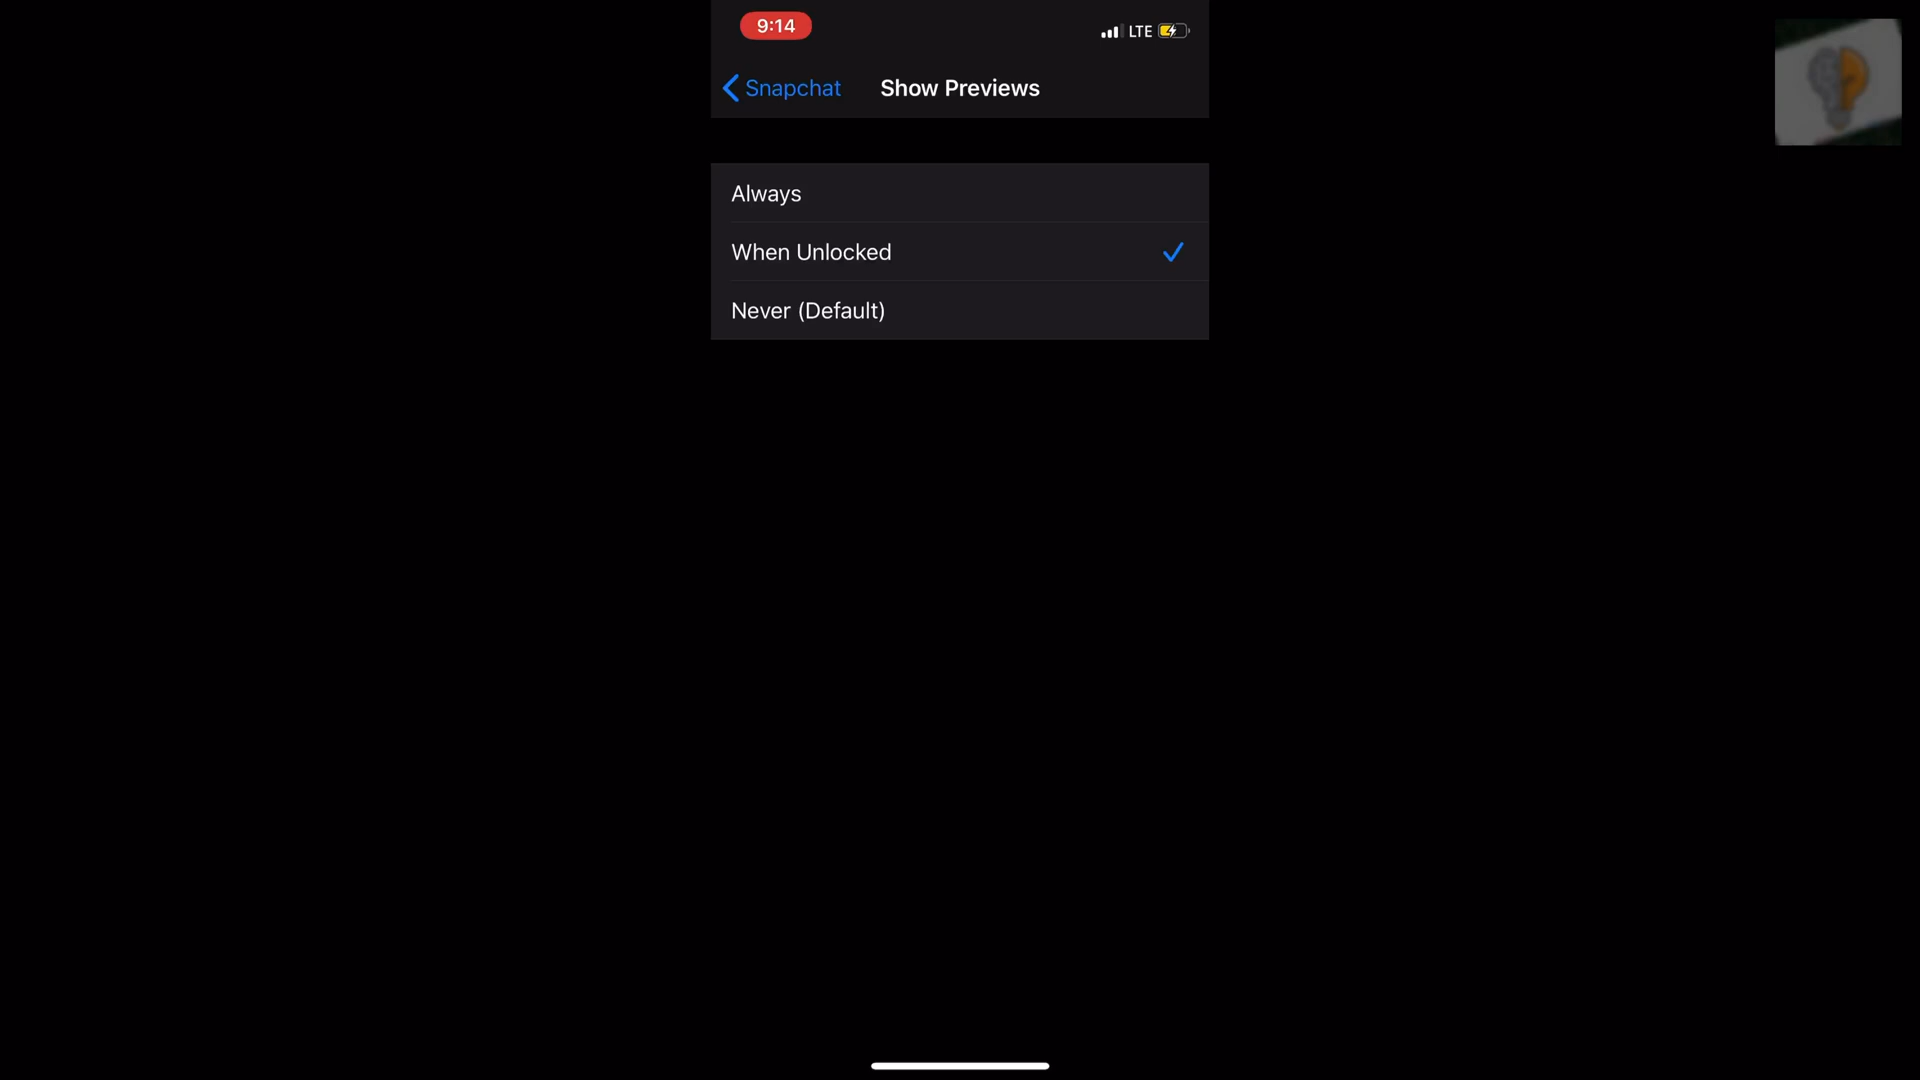 9:14
LTE
Snapchat
Show Previews
Always
When Unlocked
Never (Default)